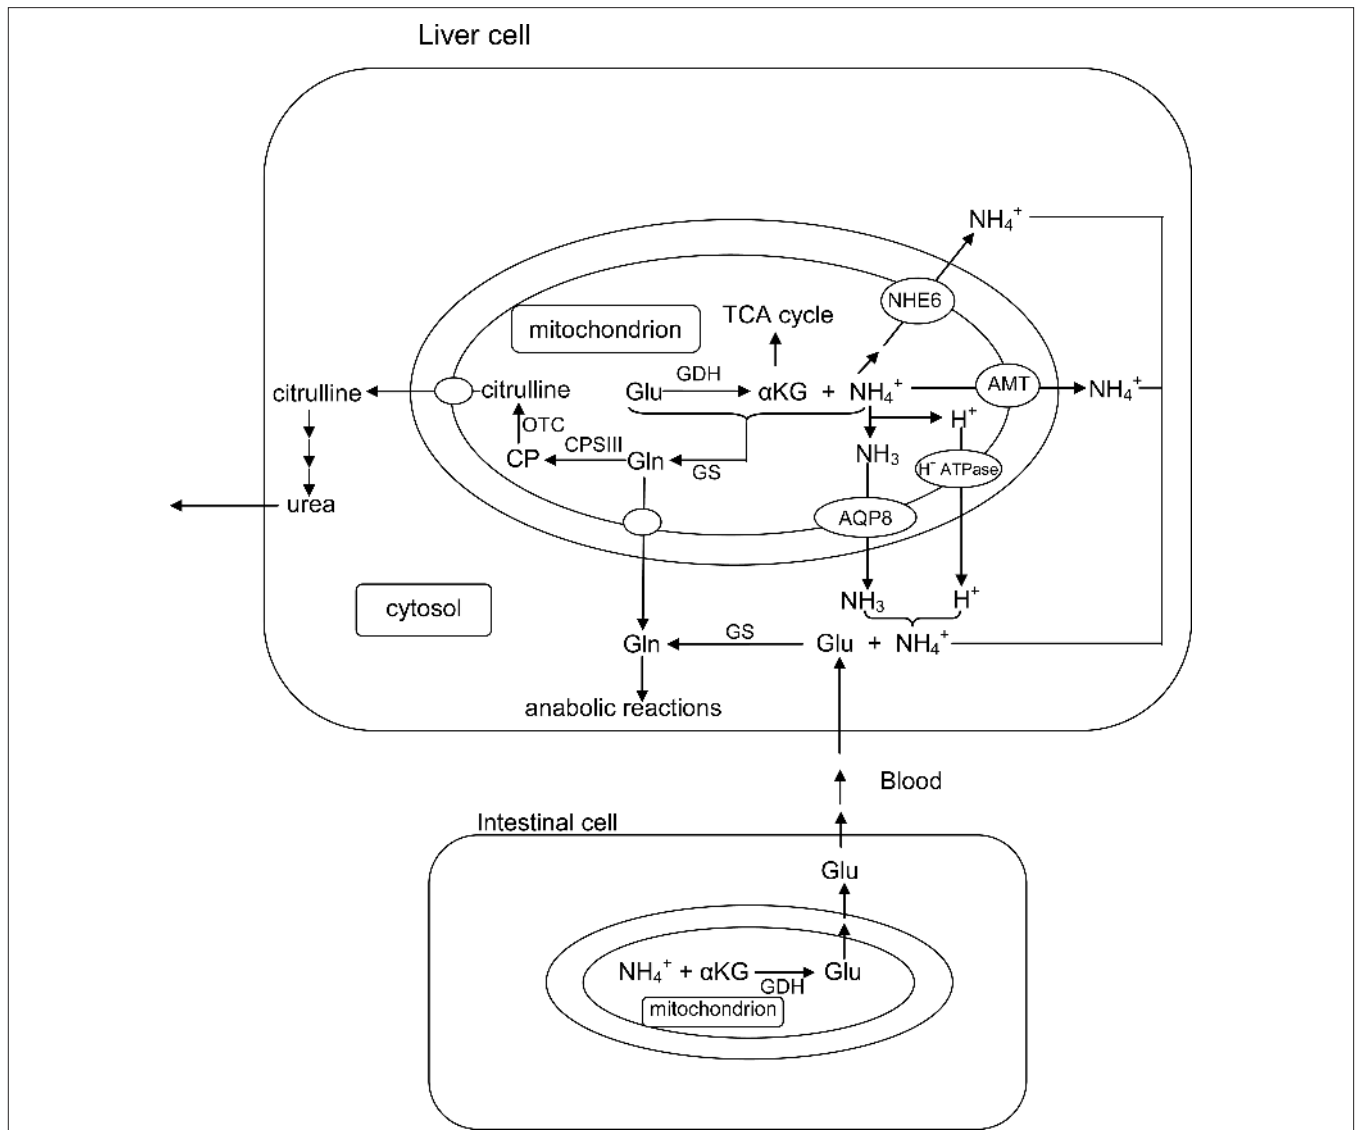 Liver cell
NH₄⁺
NHE6
TCA cycle
mitochondrion
citrulline
citrulline
Glu
GDH
αKG + NH₄⁺
AMT
NH₄⁺
OTC
H⁺
CP
CPSIII
Gln
GS
NH₃
H⁻ ATPase
urea
AQP8
cytosol
NH₃
H⁺
Gln
GS
Glu + NH₄⁺
anabolic reactions
Blood
Intestinal cell
Glu
NH₄⁺ + αKG
GDH
Glu
mitochondrion